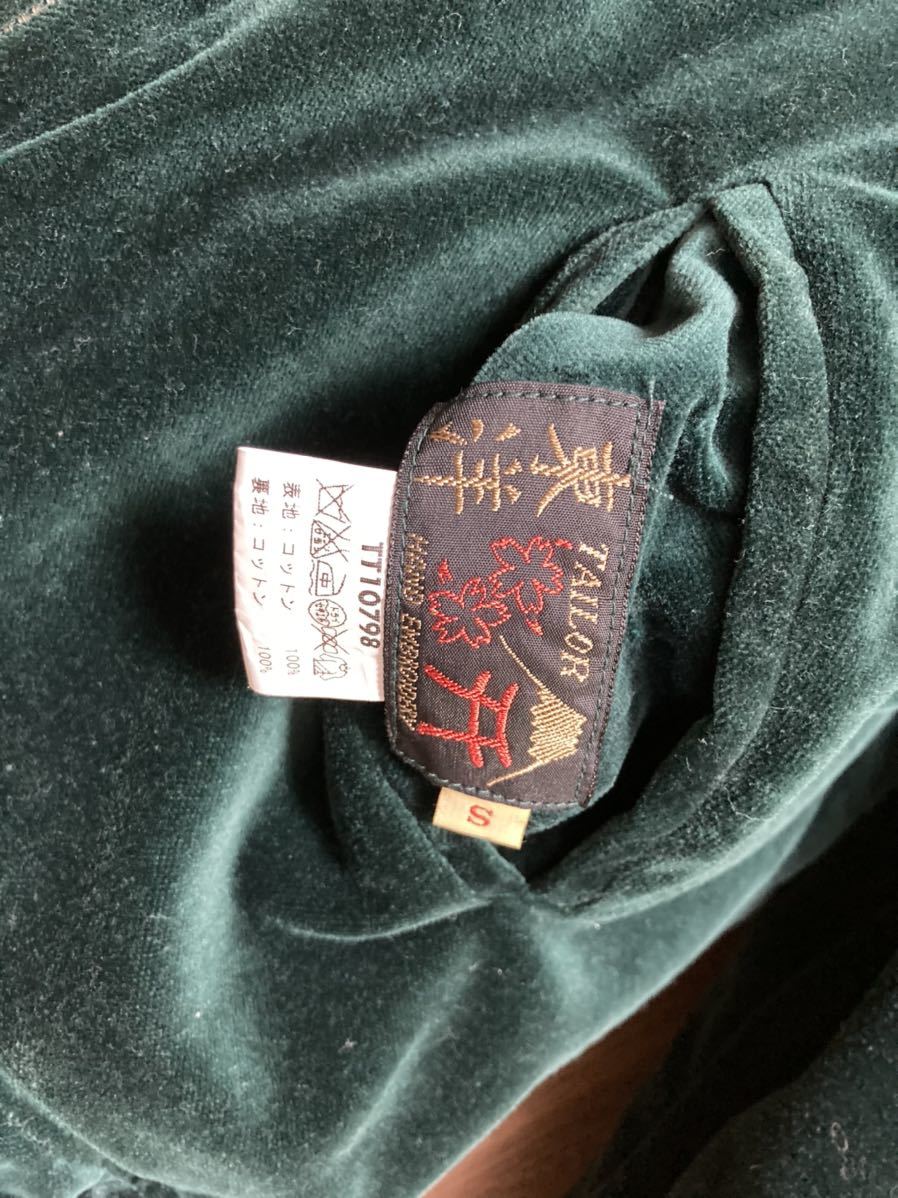 東洋
TAILOR
HAND EMBROIDERY
S
TT10798
表地：コットン 100%
裏地：コットン 100%